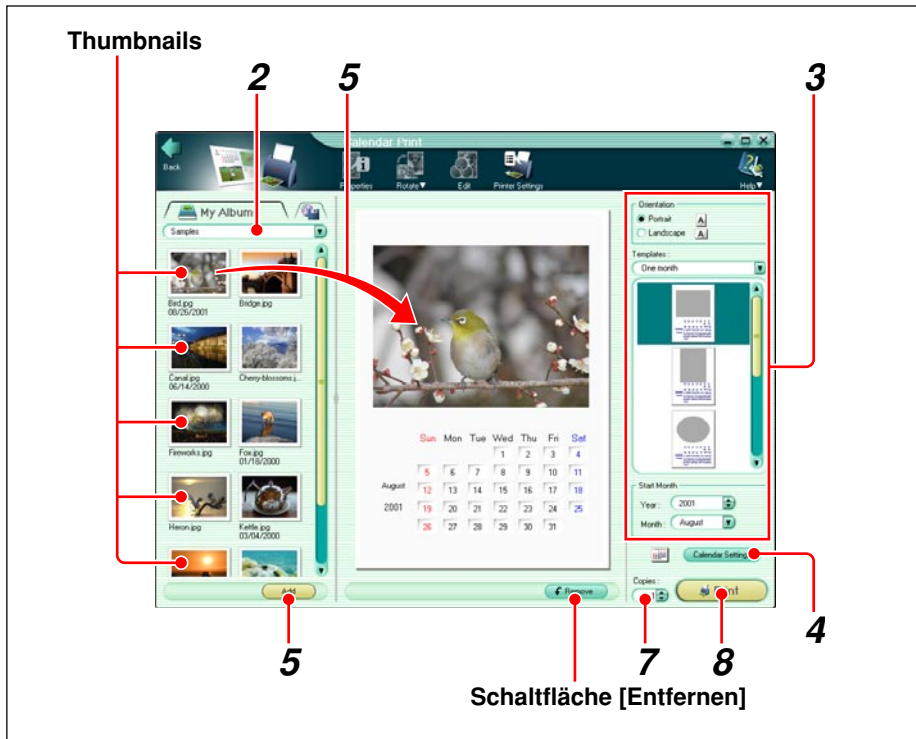 Thumbnails
2
5
3
Calendar Print
Back
Properties
Rotate▼
Edit
Printer Settings
Help▼
My Album
Samples
Bird.jpg
08/26/2001
Bridge.jpg
Canal.jpg
06/14/2000
Cherry-blossoms.j...
Fireworks.jpg
Fox.jpg
01/18/2000
Heron.jpg
Kettle.jpg
03/04/2000
Add
Sun Mon Tue Wed Thu Fri Sat
1 2 3 4
5 6 7 8 9 10 11
August 12 13 14 15 16 17 18
2001 19 20 21 22 23 24 25
26 27 28 29 30 31
Remove
Orientation
Portrait A
Landscape A
Templates :
One month
Start Month
Year : 2001
Month : August
Calendar Setting
Copies :
1
Print
5
7
8
4
Schaltfläche [Entfernen]